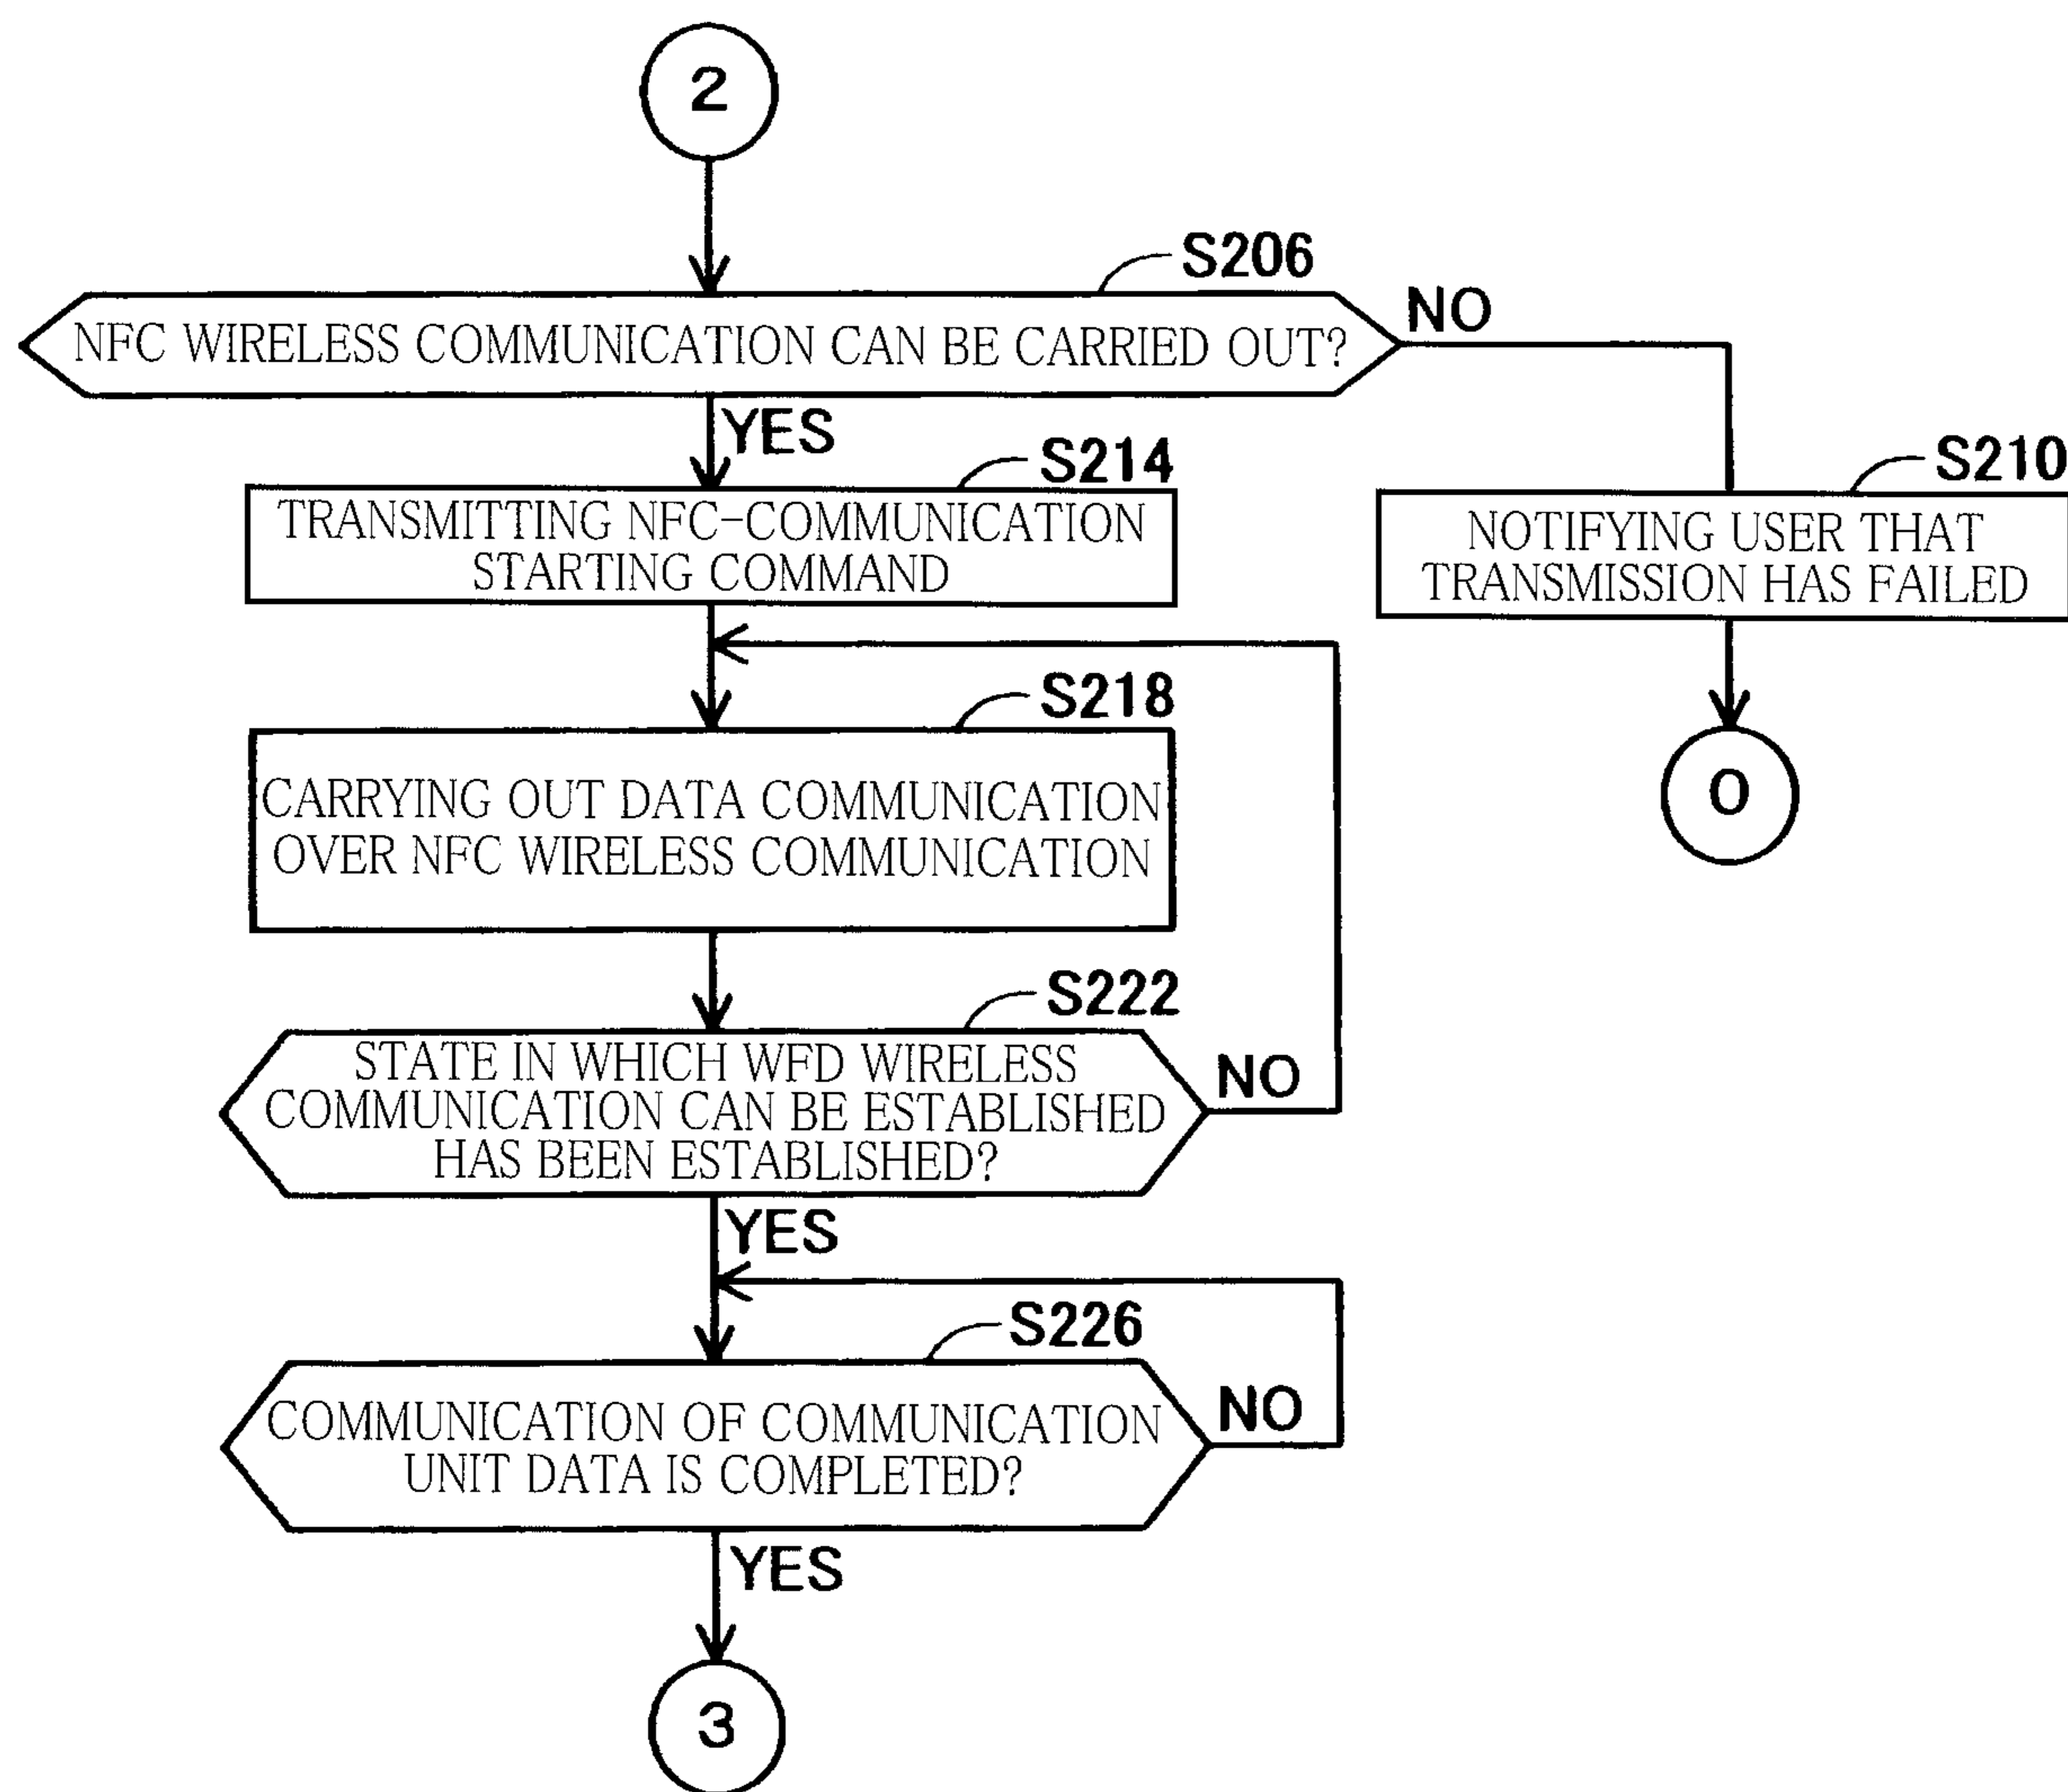 2
S206
NFC WIRELESS COMMUNICATION CAN BE CARRIED OUT?
NO
YES
S214
TRANSMITTING NFC-COMMUNICATION
STARTING COMMAND
S210
NOTIFYING USER THAT
TRANSMISSION HAS FAILED
S218
CARRYING OUT DATA COMMUNICATION
OVER NFC WIRELESS COMMUNICATION
0
S222
STATE IN WHICH WFD WIRELESS
COMMUNICATION CAN BE ESTABLISHED
HAS BEEN ESTABLISHED?
NO
YES
S226
COMMUNICATION OF COMMUNICATION
UNIT DATA IS COMPLETED?
NO
YES
3